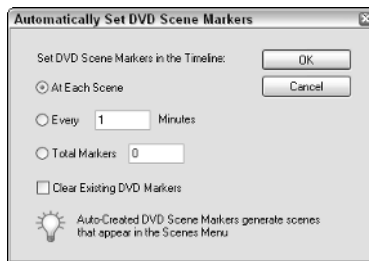 Automatically Set DVD Scene Markers
Set DVD Scene Markers in the Timeline:
OK
At Each Scene
Cancel
Every 1 Minutes
Total Markers 0
Clear Existing DVD Markers
Auto-Created DVD Scene Markers generate scenes
that appear in the Scenes Menu